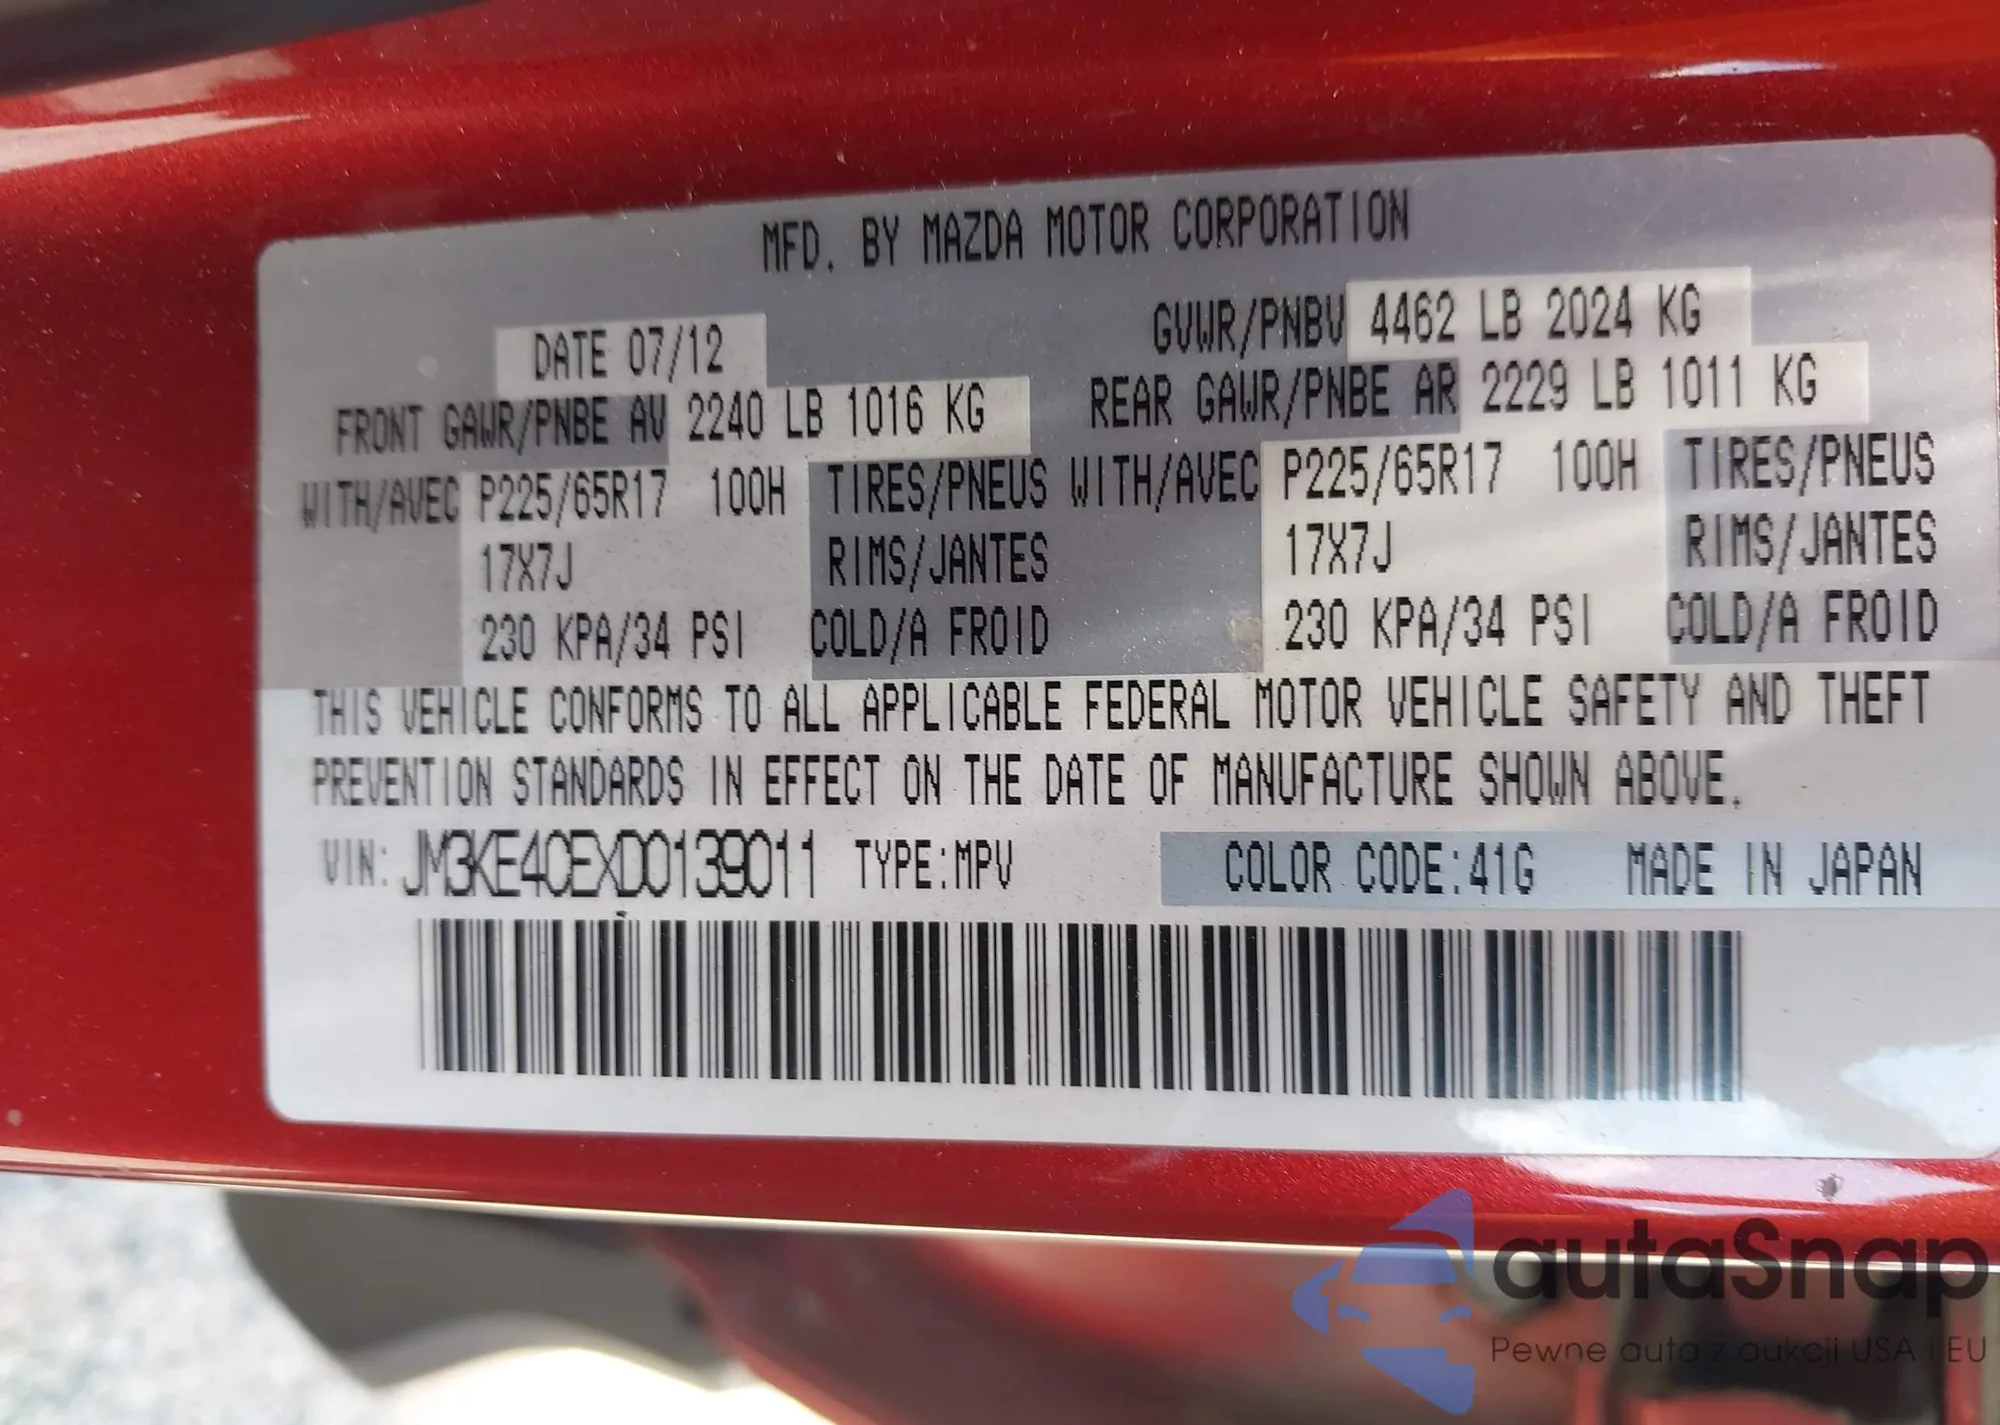 MFD. BY MAZDA MOTOR CORPORATION
DATE 07/12
GVWR/PNBV 4462 LB 2024 KG
FRONT GAWR/PNBE AV 2240 LB 1016 KG
REAR GAWR/PNBE AR 2229 LB 1011 KG
WITH/AVEC P225/65R17 100H TIRES/PNEUS WITH/AVEC P225/65R17 100H TIRES/PNEUS
17X7J RIMS/JANTES 17X7J RIMS/JANTES
230 KPA/34 PSI COLD/A FROID 230 KPA/34 PSI COLD/A FROID
THIS VEHICLE CONFORMS TO ALL APPLICABLE FEDERAL MOTOR VEHICLE SAFETY AND THEFT
PREVENTION STANDARDS IN EFFECT ON THE DATE OF MANUFACTURE SHOWN ABOVE.
VIN: JM3KE4CEXD0139011 TYPE:MPV COLOR CODE:41G MADE IN JAPAN
autaSnap
Pewne auta z aukcji USA i EU